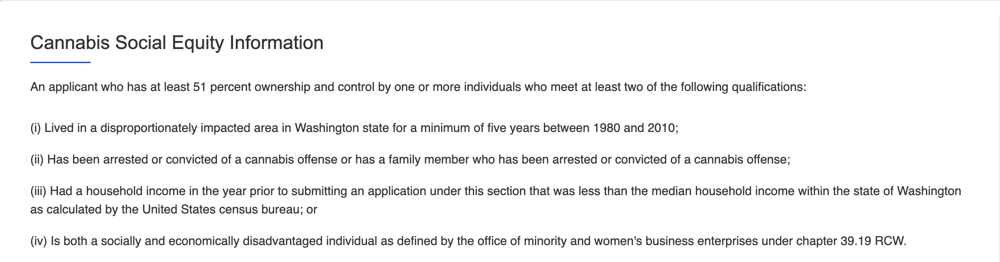 Cannabis Social Equity Information
An applicant who has at least 51 percent ownership and control by one or more individuals who meet at least two of the following qualifications:
(i) Lived in a disproportionately impacted area in Washington state for a minimum of five years between 1980 and 2010;
(ii) Has been arrested or convicted of a cannabis offense or has a family member who has been arrested or convicted of a cannabis offense;
(iii) Had a household income in the year prior to submitting an application under this section that was less than the median household income within the state of Washington
as calculated by the United States census bureau; or
(iv) Is both a socially and economically disadvantaged individual as defined by the office of minority and women's business enterprises under chapter 39.19 RCW.